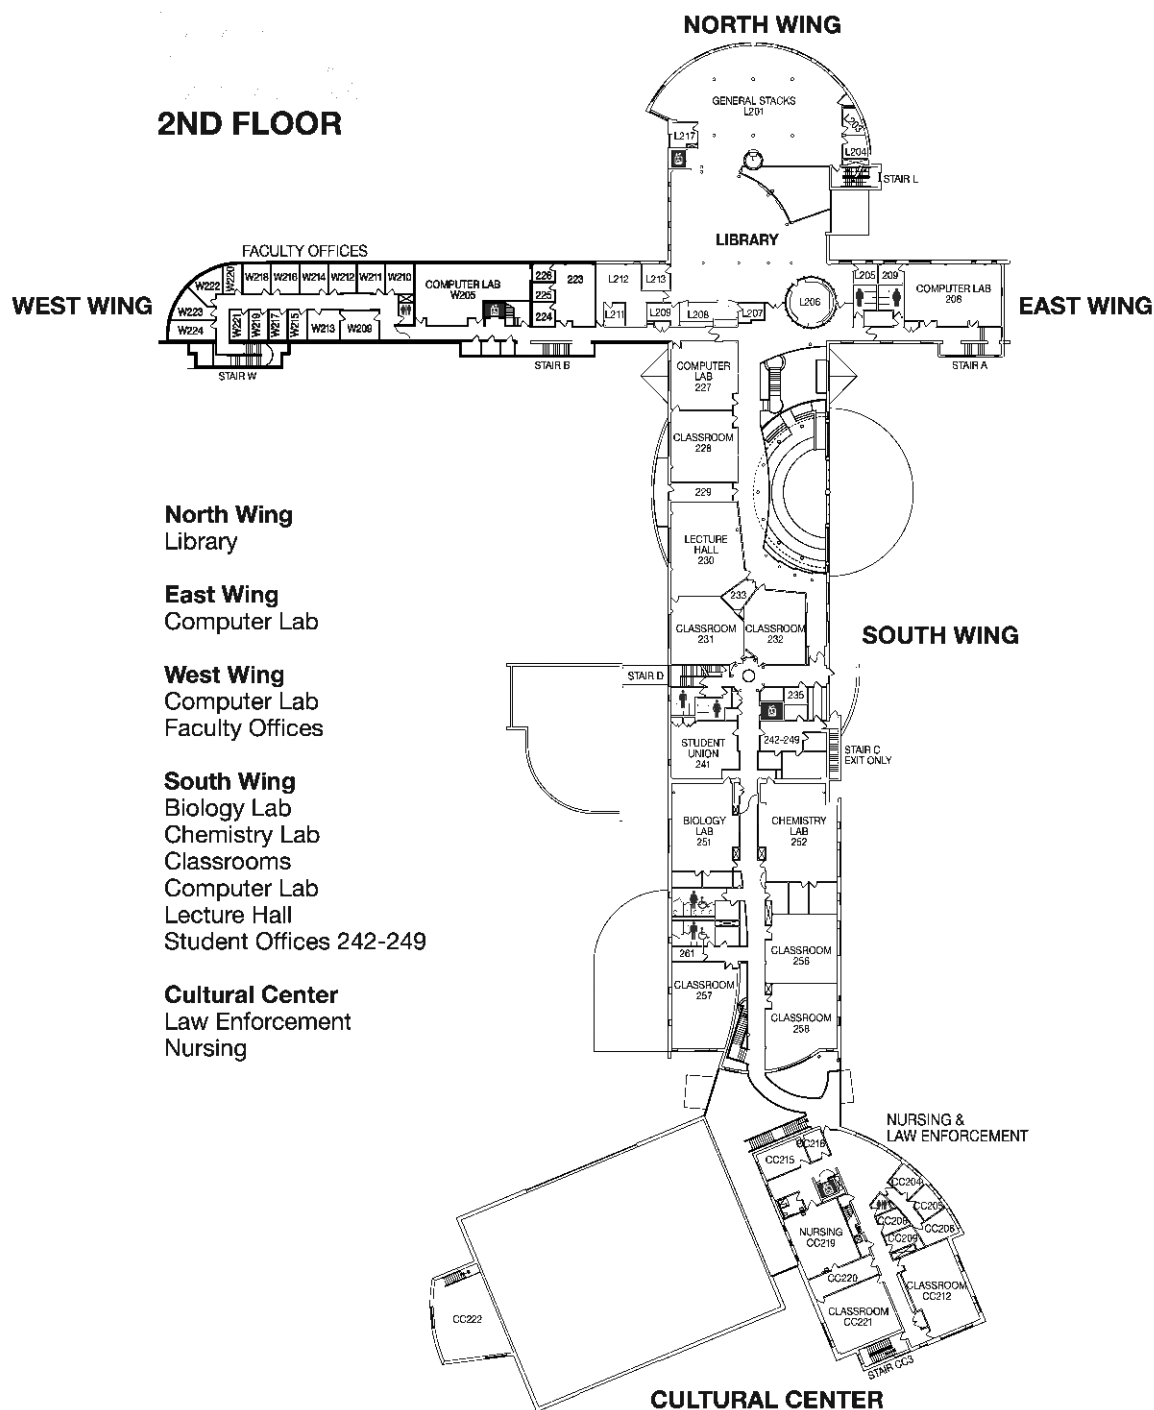 NORTH WING
2ND FLOOR
GENERAL STACKS
L201
L203
L217
L204
STAIR L
LIBRARY
FACULTY OFFICES
WEST WING
EAST WING
W220
W218
W216
W214
W212
W211
W210
W222
W223
W224
W221
W219
W217
W215
W213
W209
COMPUTER LAB
W205
226
225
224
223
L212
L213
L211
L209
L208
L207
L206
L205
209
COMPUTER LAB
208
STAIR W
STAIR B
STAIR A
COMPUTER
LAB
227
CLASSROOM
228
229
LECTURE
HALL
230
233
CLASSROOM
231
CLASSROOM
232
SOUTH WING
STAIR D
235
STUDENT
UNION
241
242-249
STAIR C
EXIT ONLY
BIOLOGY
LAB
251
CHEMISTRY
LAB
252
CLASSROOM
256
261
CLASSROOM
257
CLASSROOM
258
North Wing
Library
East Wing
Computer Lab
West Wing
Computer Lab
Faculty Offices
South Wing
Biology Lab
Chemistry Lab
Classrooms
Computer Lab
Lecture Hall
Student Offices 242-249
Cultural Center
Law Enforcement
Nursing
NURSING &
LAW ENFORCEMENT
CC216
CC215
CC204
CC205
CC206
CC208
CC209
NURSING
CC219
CC220
CLASSROOM
CC212
CLASSROOM
CC221
CC222
STAIR CC3
CULTURAL CENTER